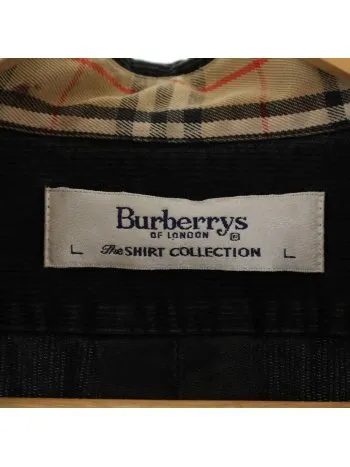 Burberrys
OF LONDON ®
L The SHIRT COLLECTION L